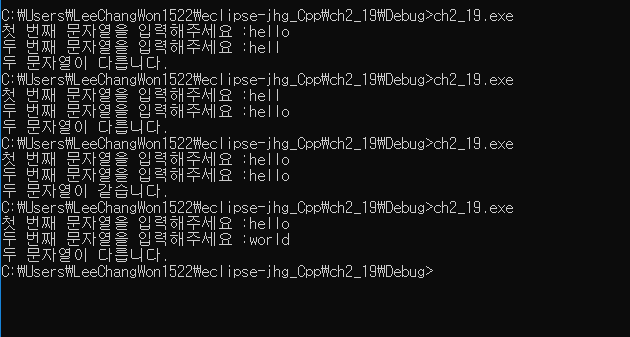 C:₩Users₩LeeChangWon1522₩eclipse-jhg_Cpp₩ch2_19₩Debug>ch2_19.exe
첫 번째 문자열을 입력해주세요 :hello
두 번째 문자열을 입력해주세요 :hell
두 문자열이 다릅니다.
C:₩Users₩LeeChangWon1522₩eclipse-jhg_Cpp₩ch2_19₩Debug>ch2_19.exe
첫 번째 문자열을 입력해주세요 :hell
두 번째 문자열을 입력해주세요 :hello
두 문자열이 다릅니다.
C:₩Users₩LeeChangWon1522₩eclipse-jhg_Cpp₩ch2_19₩Debug>ch2_19.exe
첫 번째 문자열을 입력해주세요 :hello
두 번째 문자열을 입력해주세요 :hello
두 문자열이 같습니다.
C:₩Users₩LeeChangWon1522₩eclipse-jhg_Cpp₩ch2_19₩Debug>ch2_19.exe
첫 번째 문자열을 입력해주세요 :hello
두 번째 문자열을 입력해주세요 :world
두 문자열이 다릅니다.
C:₩Users₩LeeChangWon1522₩eclipse-jhg_Cpp₩ch2_19₩Debug>